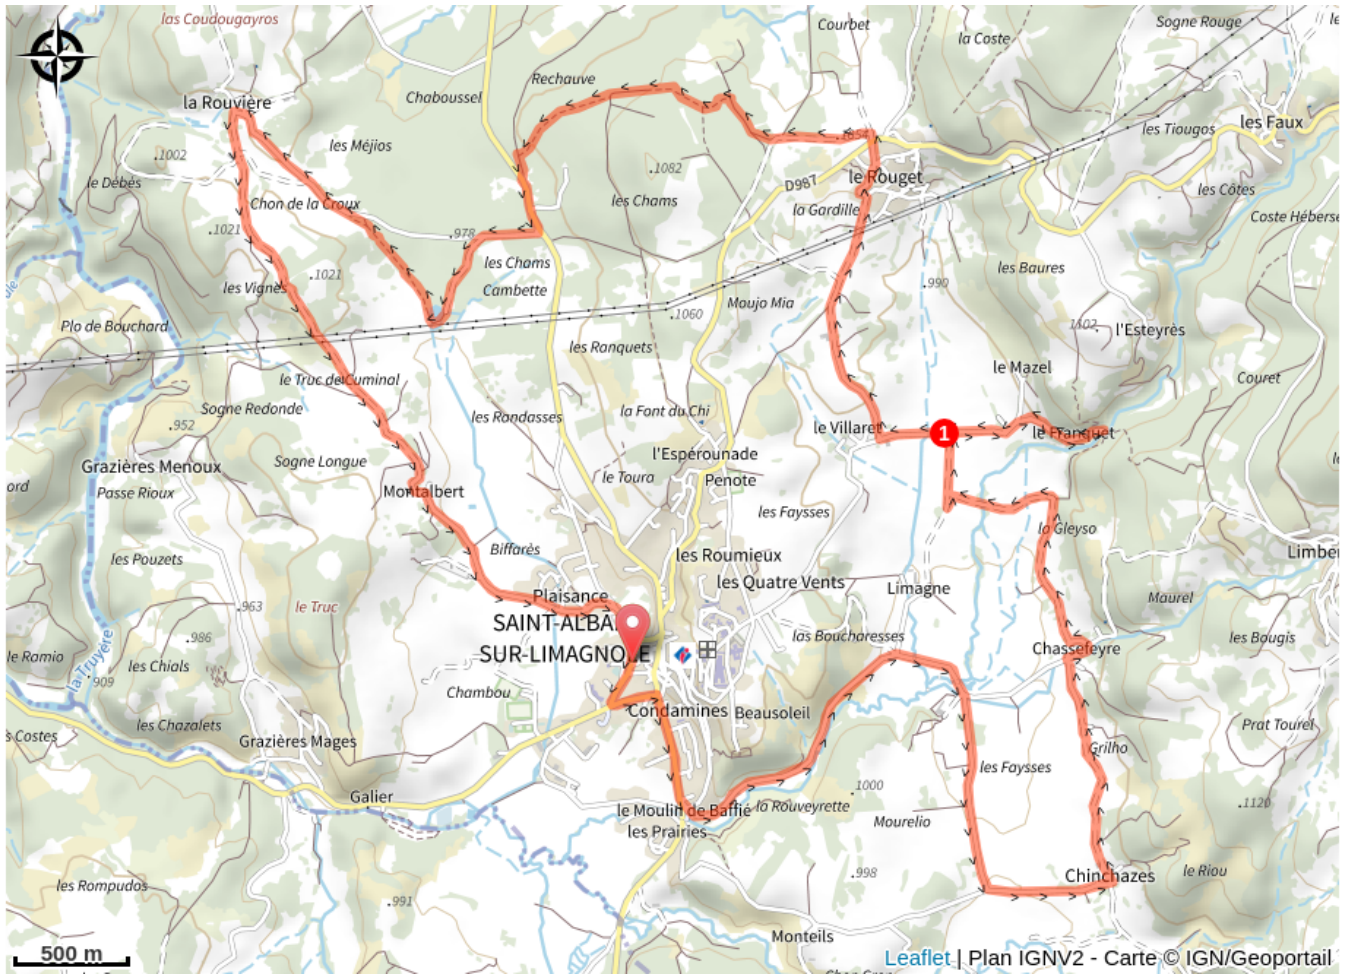 las Coudougayros
Courbet
Sogne Rouge
la Coste
Rechauve
Chaboussel
la Rouvière
les Faux
les Tiougos
les Méjios
.1002
.1082
le Rouget
le Débès
D987
les Côtes
les Chams
Chon de la Croux
la Gardille
Coste Héberse
.1021
.978
les Chams
les Baures
.1021
.990
les Vignes
Cambette
Moujo Mia
Plo de Bouchard
.1060
1102
l'Esteyrès
les Ranquets
le Mazel
le Truc de Cuminal
Couret
Sogne Redonde
les Randasses
la Font du Chi
.952
le Villaret
1
le Franquet
l'Espérounade
Sogne Longue
Grazières Menoux
le Toura
Penote
ord
Passe Rioux
Montalbert
les Faysses
la Gleyso
Biffarès
les Roumieux
Limber
les Pouzets
les Quatre Vents
Limagne
Plaisance
Maurel
.963
le Truc
SAINT-ALBA
las Boucharesses
.986
les Bougis
SUR-LIMAGNOLE
Chassefeyre
le Ramio
les Chials
la Truyère
.909
Chambou
Condamines
Beausoleil
les Chazalets
Prat Tourel
s Costes
Grazières Mages
Grilho
les Faysses
.1000
Galier
le Moulin de Baffié
la Rouveyrette
.1120
Mourelio
les Prairies
Chinchazes
le Riou
.998
les Rompudos
.991
Monteils
500 m
Leaflet | Plan IGNV2 - Carte © IGN/Geoportail